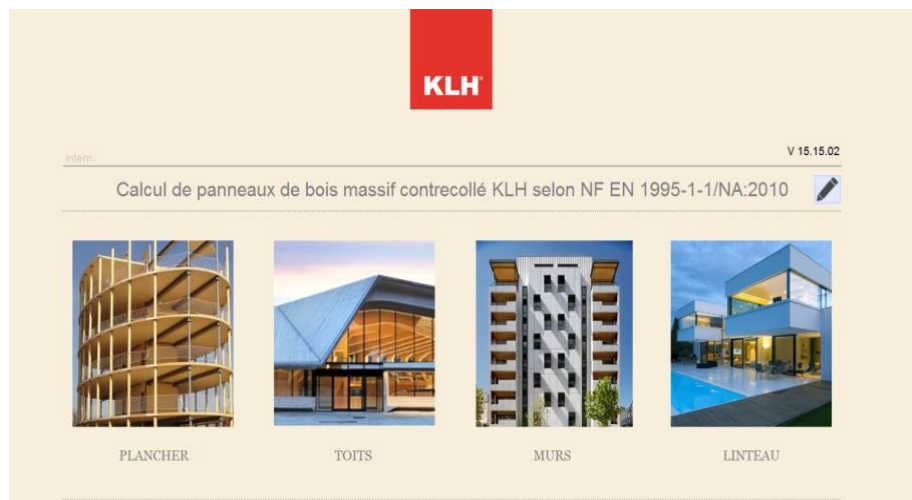 KLH®
V 15.15.02
intern
Calcul de panneaux de bois massif contrecollé KLH selon NF EN 1995-1-1/NA:2010
PLANCHER
TOITS
MURS
LINTEAU